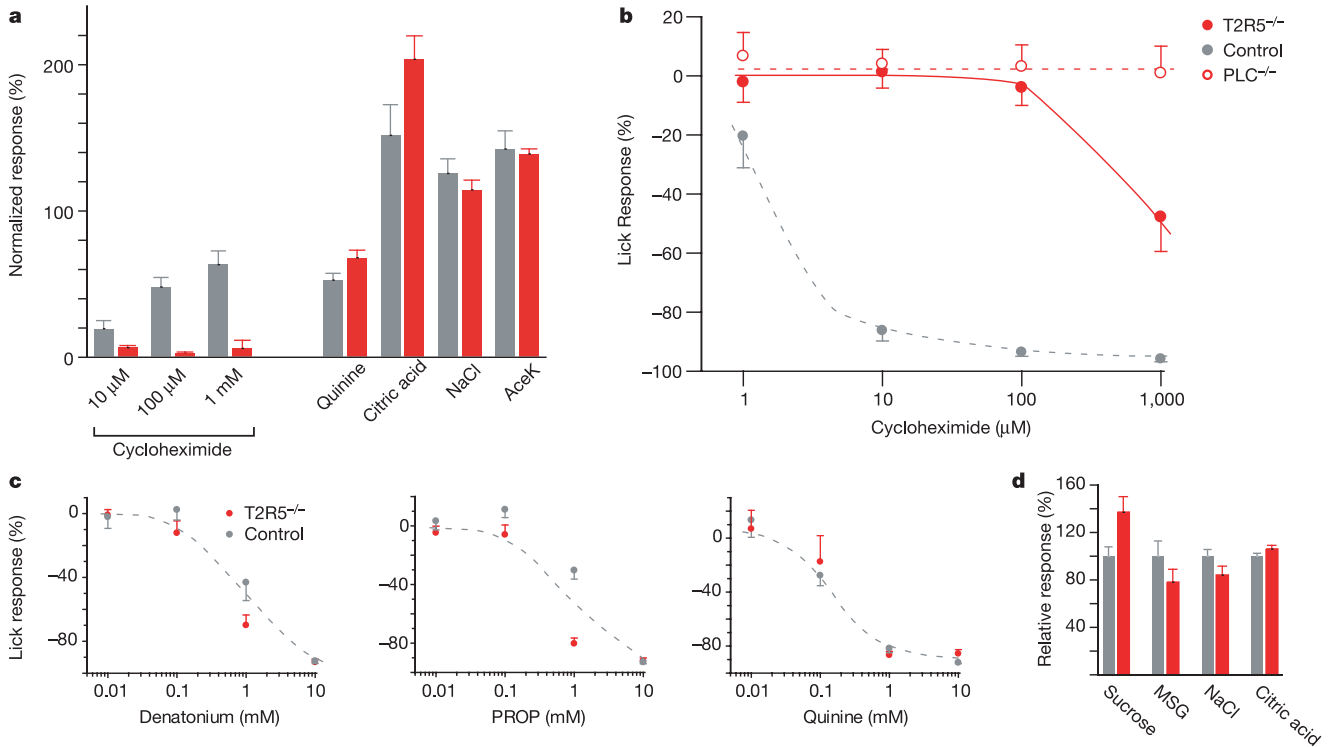 a
Normalized response (%)
200
100
0
10 μM
100 μM
1 mM
Cycloheximide
Quinine
Citric acid
NaCl
AceK
b
Lick Response (%)
20
0
−20
−40
−60
−80
−100
1
10
100
1,000
Cycloheximide (μM)
T2R5−/−
Control
PLC−/−
c
Lick response (%)
0
−40
−80
T2R5−/−
Control
0.01
0.1
1
10
Denatonium (mM)
0
−40
−80
0.01
0.1
1
10
PROP (mM)
0
−40
−80
0.01
0.1
1
10
Quinine (mM)
d
Relative response (%)
160
120
80
40
Sucrose
MSG
NaCl
Citric acid